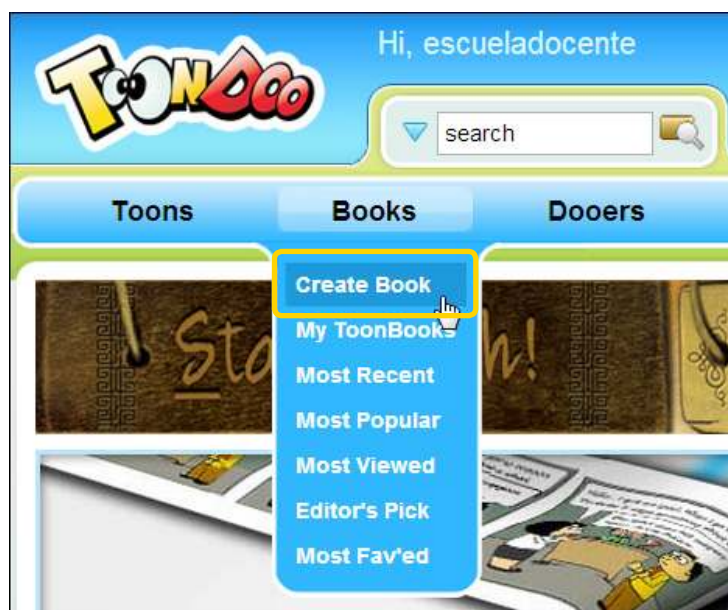 TOONDOO
Hi, escueladocente
search
Toons
Books
Dooers
Create Book
My ToonBooks
Most Recent
Most Popular
Most Viewed
Editor's Pick
Most Fav'ed